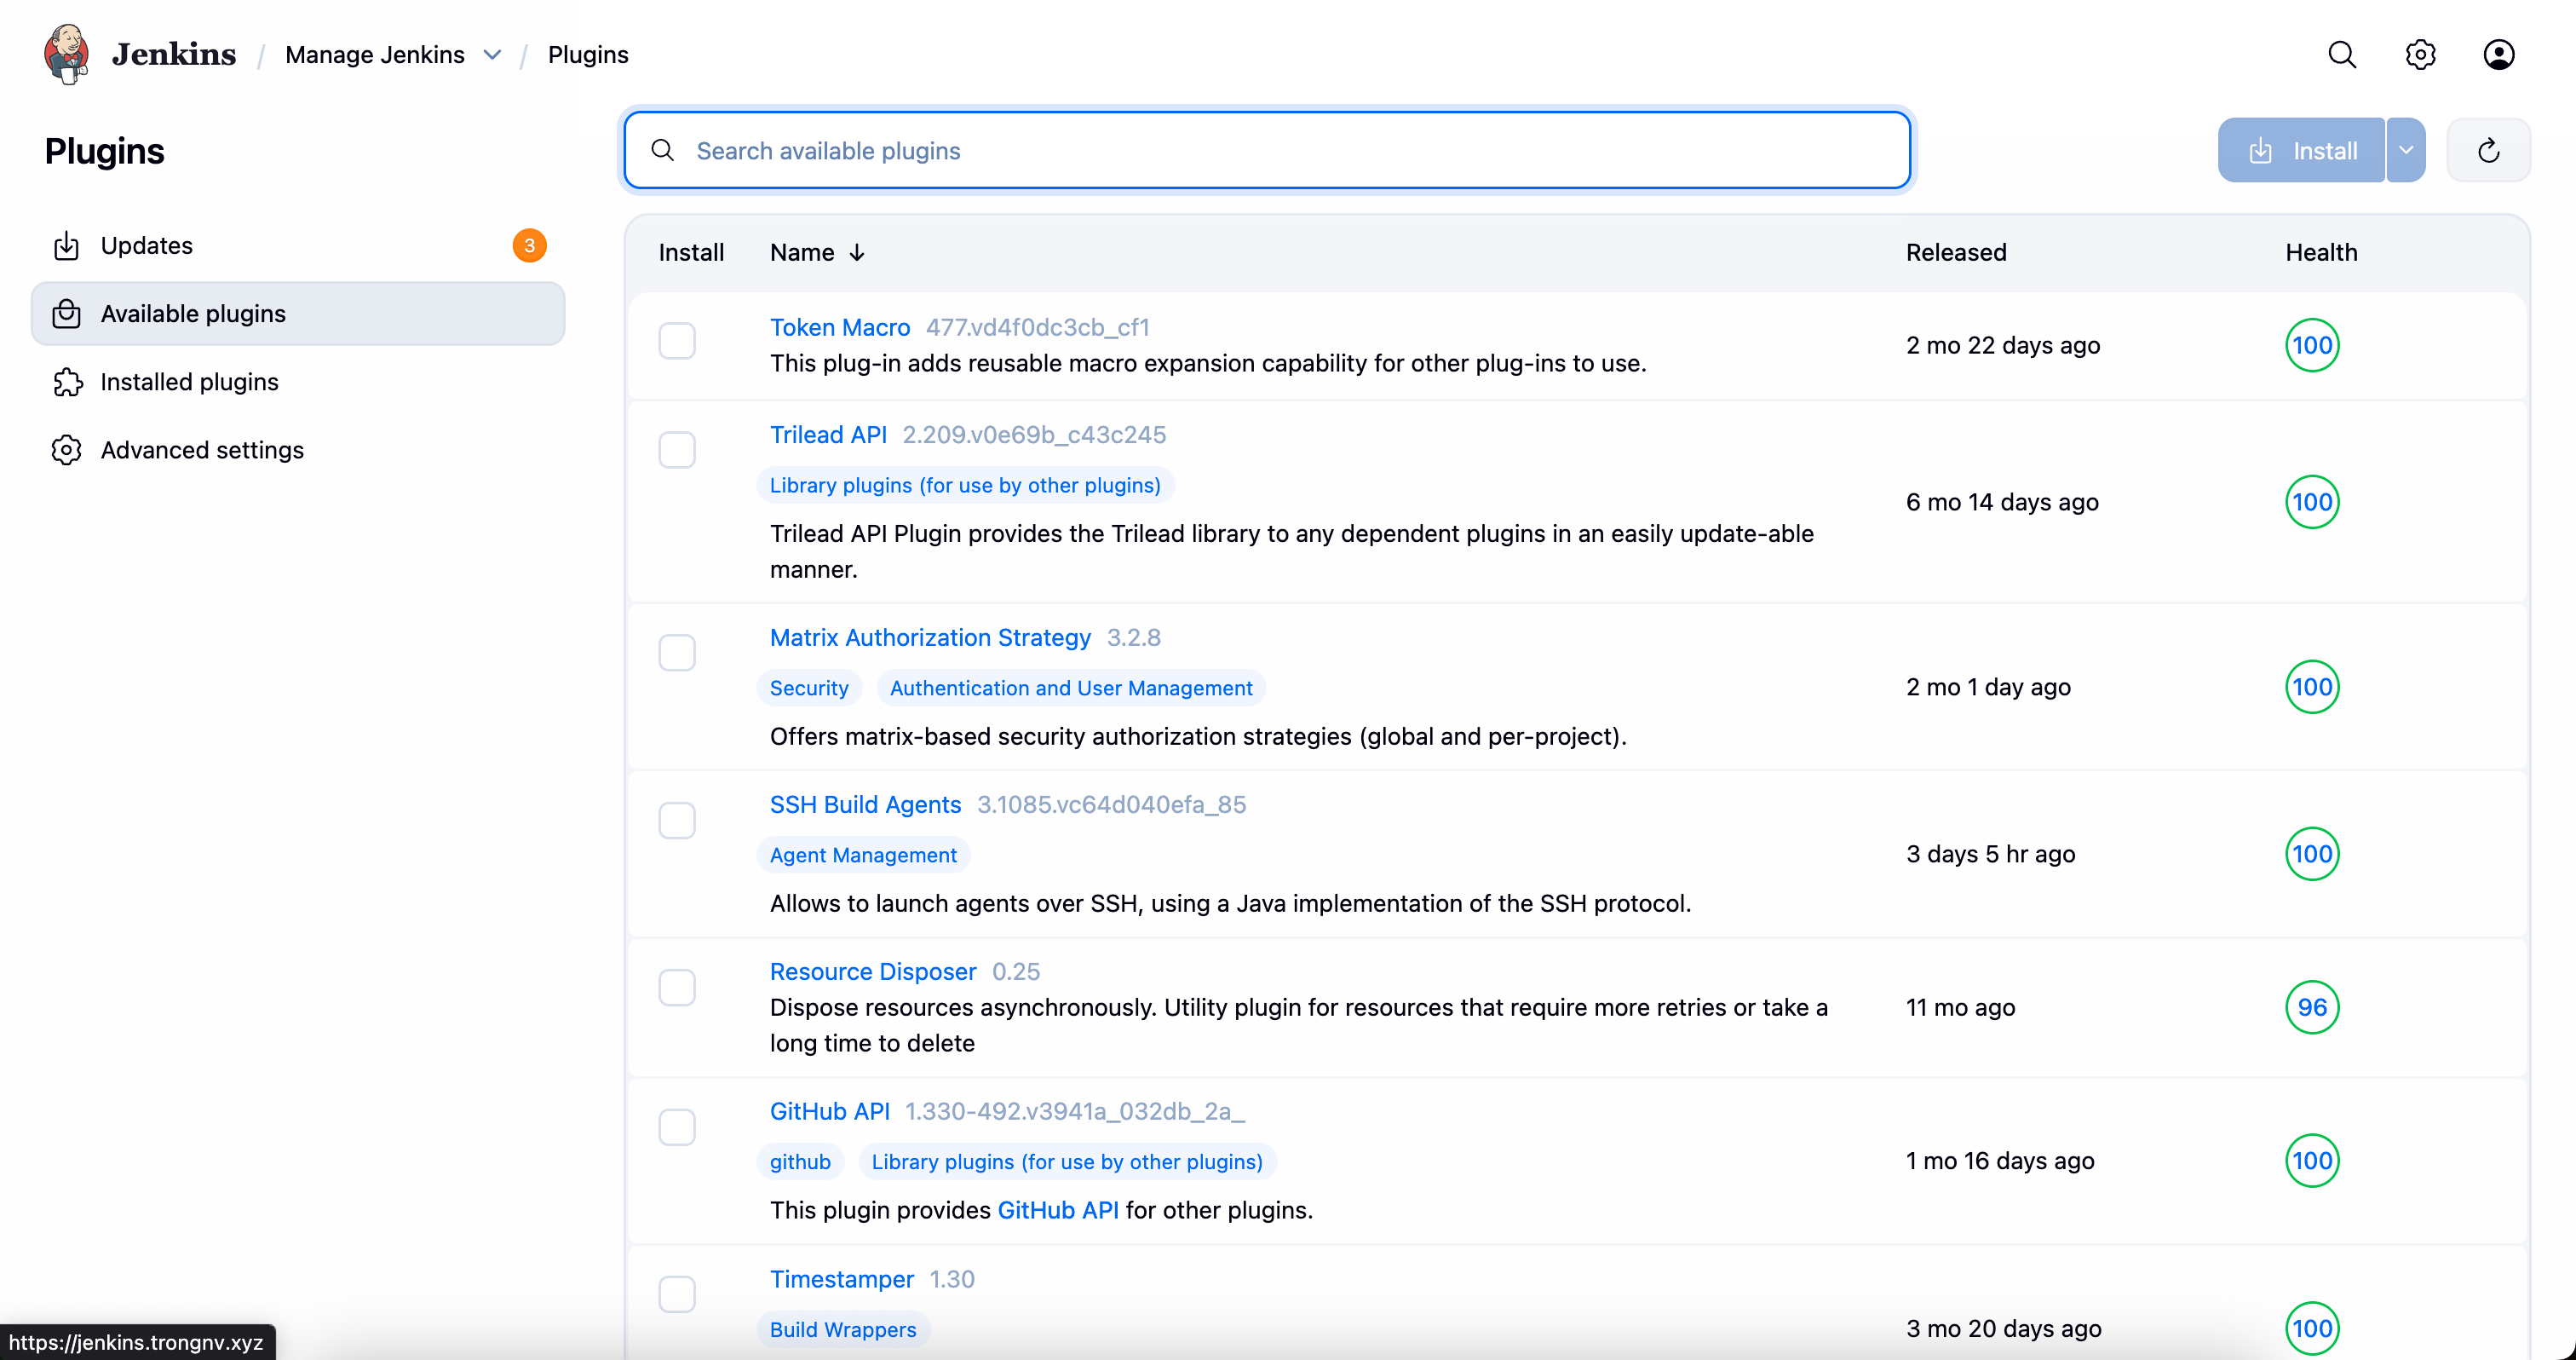 Jenkins / Manage Jenkins / Plugins
Plugins
Search available plugins
Install
Updates 3
Available plugins
Installed plugins
Advanced settings
Install Name Released Health
Token Macro 477.vd4f0dc3cb_cf1
This plug-in adds reusable macro expansion capability for other plug-ins to use.
2 mo 22 days ago
100
Trilead API 2.209.v0e69b_c43c245
Library plugins (for use by other plugins)
Trilead API Plugin provides the Trilead library to any dependent plugins in an easily update-able
manner.
6 mo 14 days ago
100
Matrix Authorization Strategy 3.2.8
Security Authentication and User Management
Offers matrix-based security authorization strategies (global and per-project).
2 mo 1 day ago
100
SSH Build Agents 3.1085.vc64d040efa_85
Agent Management
Allows to launch agents over SSH, using a Java implementation of the SSH protocol.
3 days 5 hr ago
100
Resource Disposer 0.25
Dispose resources asynchronously. Utility plugin for resources that require more retries or take a
long time to delete
11 mo ago
96
GitHub API 1.330-492.v3941a_032db_2a_
github Library plugins (for use by other plugins)
This plugin provides GitHub API for other plugins.
1 mo 16 days ago
100
Timestamper 1.30
Build Wrappers
3 mo 20 days ago
100
https://jenkins.trongnv.xyz